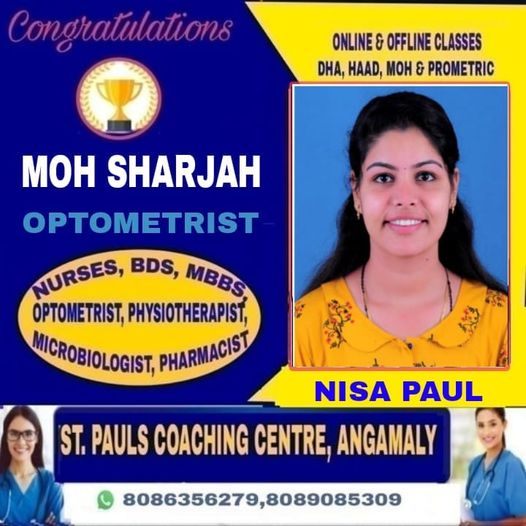 Congratulations
ONLINE & OFFLINE CLASSES
DHA, HAAD, MOH & PROMETRIC
MOH SHARJAH
OPTOMETRIST
NURSES, BDS, MBBS,
OPTOMETRIST, PHYSIOTHERAPIST,
MICROBIOLOGIST, PHARMACIST
NISA PAUL
ST. PAULS COACHING CENTRE, ANGAMALY
8086356279,8089085309